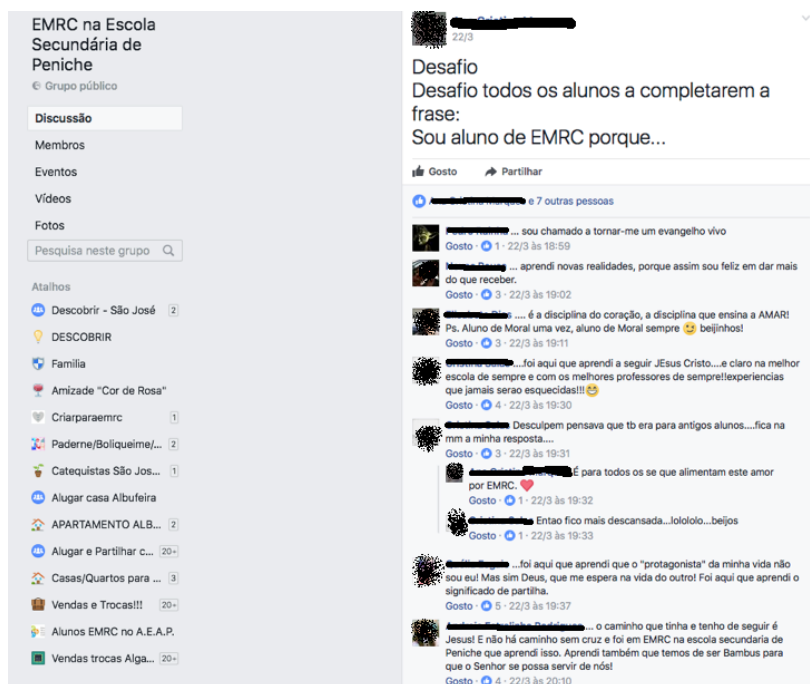 EMRC na Escola
Secundária de
Peniche
Grupo público
Discussão
Membros
Eventos
Vídeos
Fotos
Pesquisa neste grupo
Atalhos
Descobrir - São José 2
DESCOBRIR
Familia
Amizade "Cor de Rosa"
Criarparaemrc 1
Paderne/Boliqueime/... 2
Catequistas São Jos... 1
Alugar casa Albufeira
APARTAMENTO ALB... 2
Alugar e Partilhar c... 20+
Casas/Quartos para ... 3
Vendas e Trocas!!! 20+
Alunos EMRC no A.E.A.P.
Vendas trocas Alga... 20+
22/3
Desafio
Desafio todos os alunos a completarem a
frase:
Sou aluno de EMRC porque...
Gosto Partilhar
e 7 outras pessoas
... sou chamado a tornar-me um evangelho vivo
Gosto · 1 · 22/3 às 18:59
... aprendi novas realidades, porque assim sou feliz em dar mais
do que receber.
Gosto · 3 · 22/3 às 19:02
.... é a disciplina do coração, a disciplina que ensina a AMAR!
Ps. Aluno de Moral uma vez, aluno de Moral sempre 😉 beijinhos!
Gosto · 3 · 22/3 às 19:11
....foi aqui que aprendi a seguir JEsus Cristo....e claro na melhor
escola de sempre e com os melhores professores de sempre!!experiencias
que jamais serao esquecidas!!!😁
Gosto · 4 · 22/3 às 19:30
Desculpem pensava que tb era para antigos alunos....fica na
mm a minha resposta....
Gosto · 3 · 22/3 às 19:31
É para todos os se que alimentam este amor
por EMRC. ❤
Gosto · 1 · 22/3 às 19:32
Entao fico mais descansada...lolololo...beijos
Gosto · 1 · 22/3 às 19:33
...foi aqui que aprendi que o "protagonista" da minha vida não
sou eu! Mas sim Deus, que me espera na vida do outro! Foi aqui que aprendi o
significado de partilha.
Gosto · 5 · 22/3 às 19:37
... o caminho que tinha e tenho de seguir é
Jesus! E não há caminho sem cruz e foi em EMRC na escola secundaria de
Peniche que aprendi isso. Aprendi também que temos de ser Bambus para
que o Senhor se possa servir de nós!
Gosto · 4 · 22/3 às 20:10